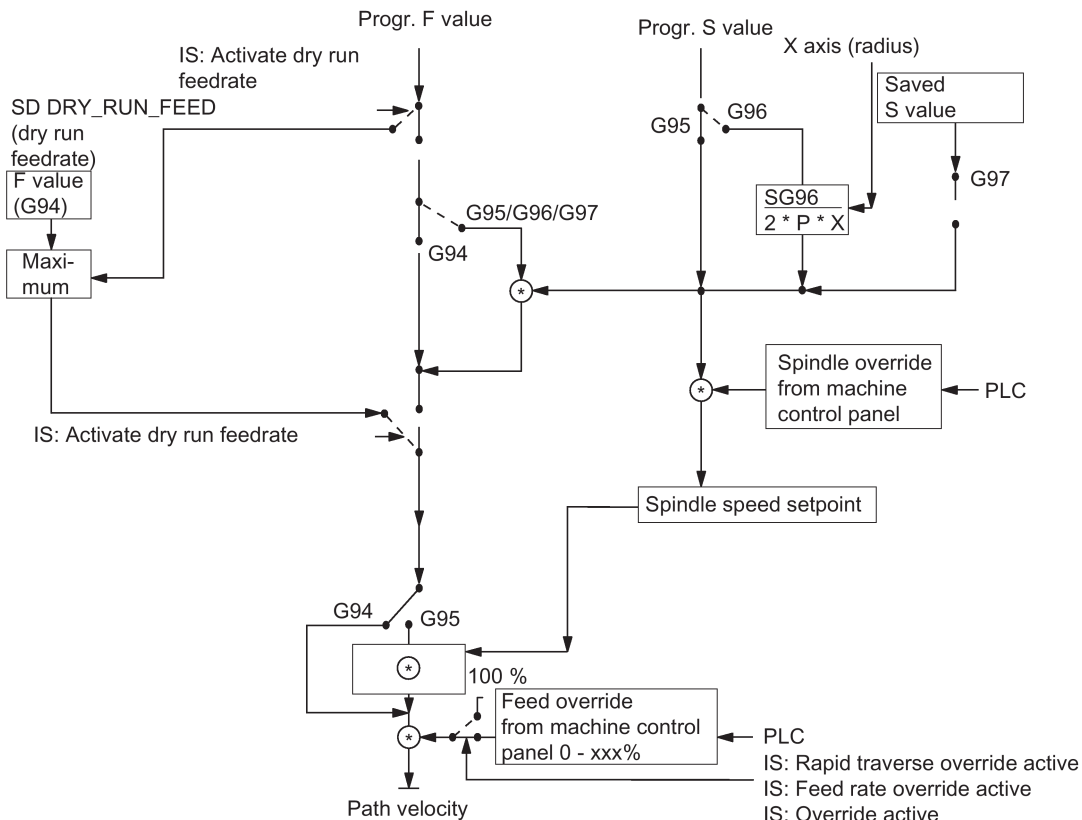 Progr. F value
Progr. S value
IS: Activate dry run
feedrate
X axis (radius)
SD DRY_RUN_FEED
(dry run
feedrate)
Saved
S value
G96
G95
F value
(G94)
G97
SG96
2 * P * X
G95/G96/G97
G94
Maxi-
mum
*
Spindle override
from machine
control panel
*
PLC
IS: Activate dry run feedrate
Spindle speed setpoint
G94
G95
*
100 %
Feed override
from machine control
panel 0 - xxx%
*
PLC
IS: Rapid traverse override active
IS: Feed rate override active
IS: Override active
Path velocity